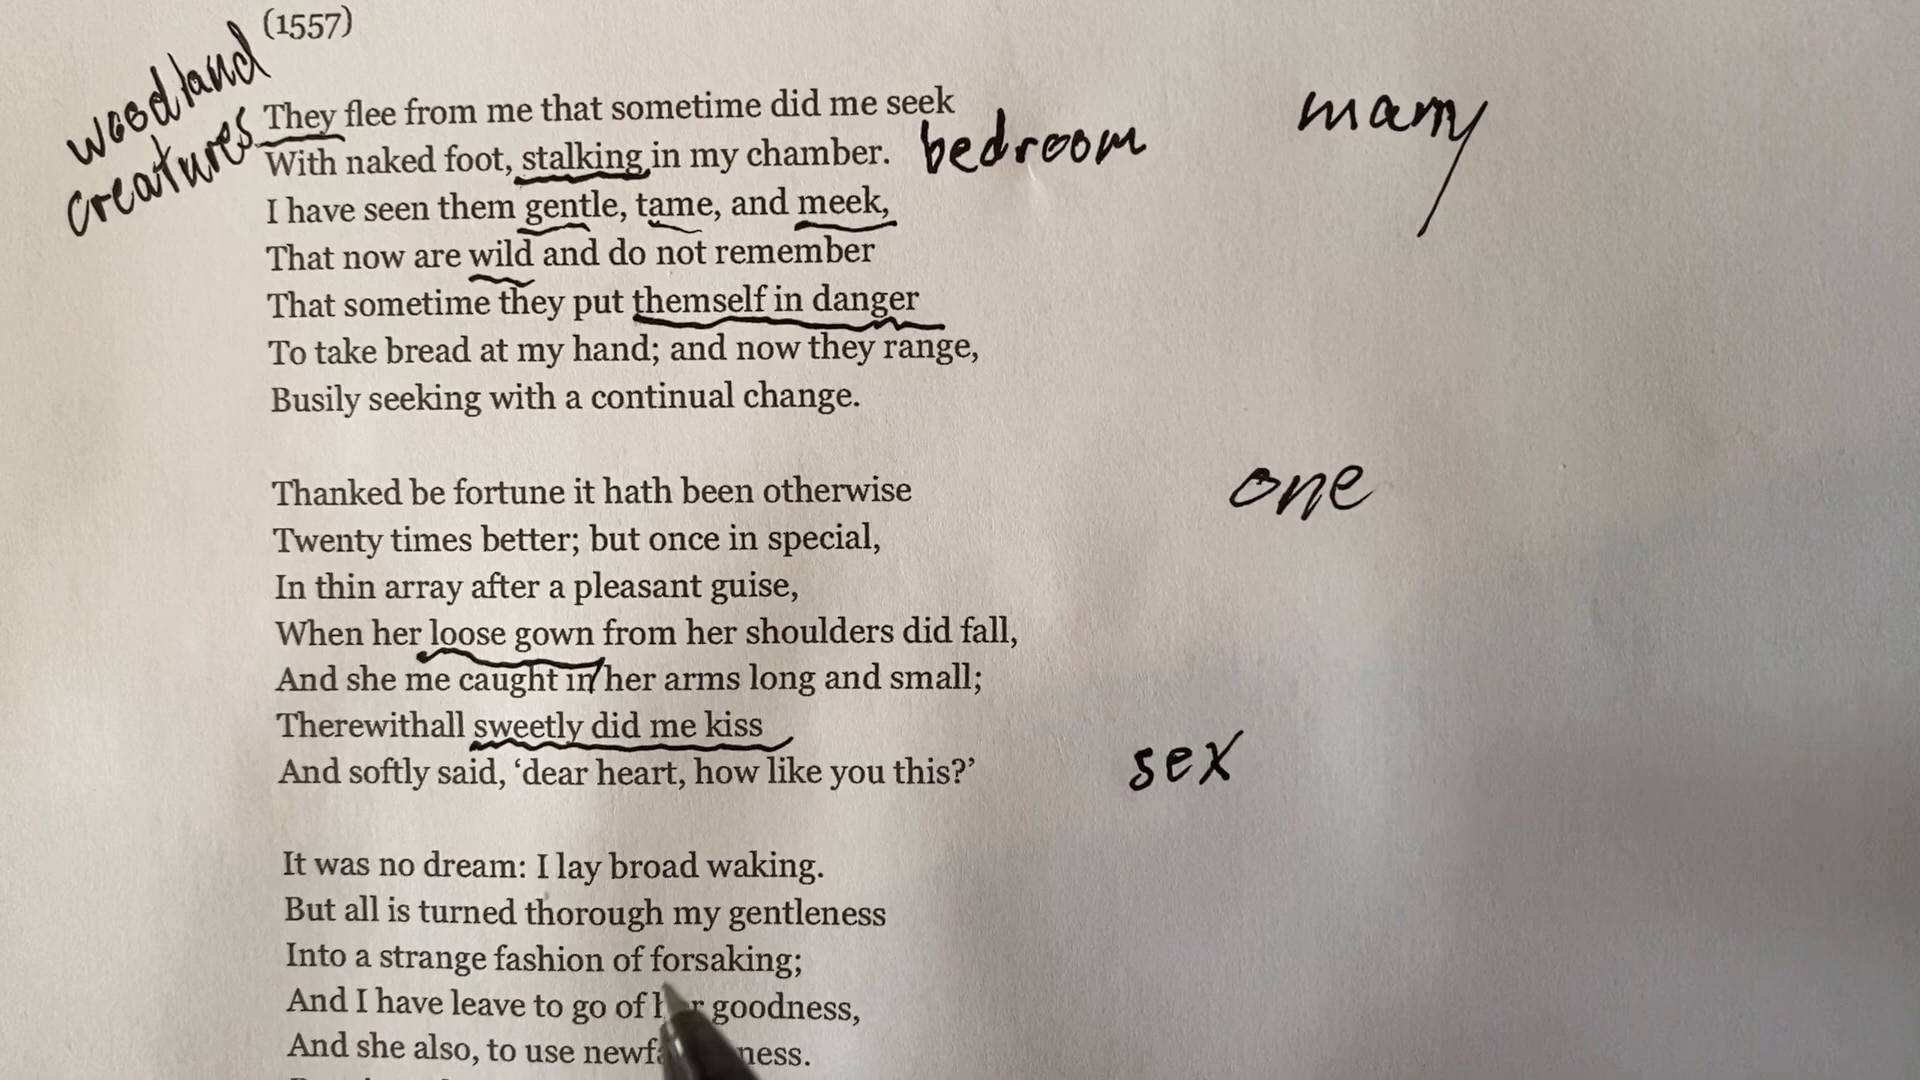 (1557)
woodland
creatures
They flee from me that sometime did me seek
With naked foot, stalking in my chamber.
bedroom
many
I have seen them gentle, tame, and meek,
That now are wild and do not remember
That sometime they put themself in danger
To take bread at my hand; and now they range,
Busily seeking with a continual change.
Thanked be fortune it hath been otherwise
one
Twenty times better; but once in special,
In thin array after a pleasant guise,
When her loose gown from her shoulders did fall,
And she me caught in her arms long and small;
Therewithall sweetly did me kiss
And softly said, ‘dear heart, how like you this?’
sex
It was no dream: I lay broad waking.
But all is turned thorough my gentleness
Into a strange fashion of forsaking;
And I have leave to go of her goodness,
And she also, to use